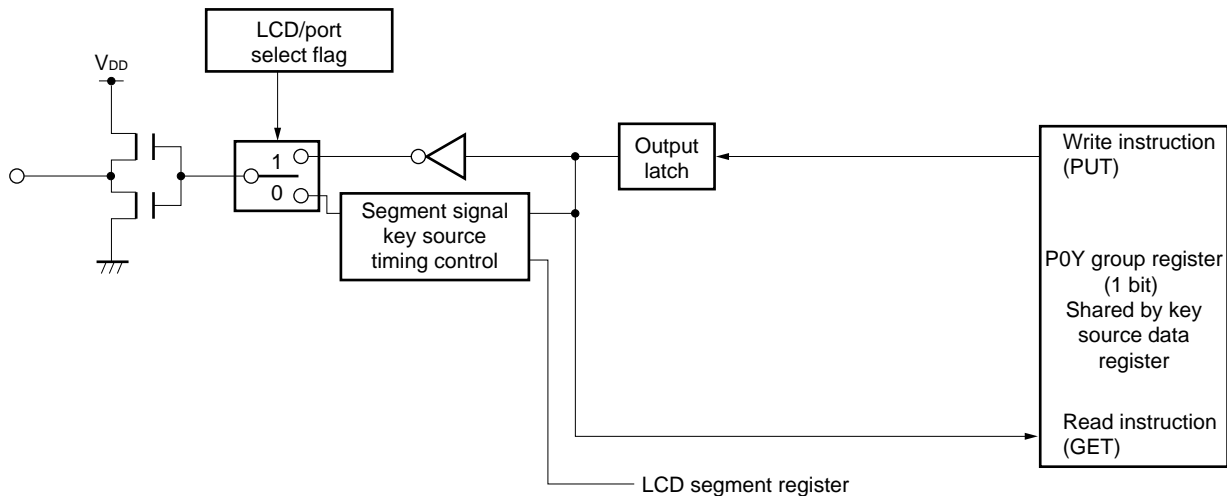 LCD/port
select flag
VDD
1
0
Segment signal
key source
timing control
Output
latch
Write instruction
(PUT)
P0Y group register
(1 bit)
Shared by key
source data
register
Read instruction
(GET)
LCD segment register